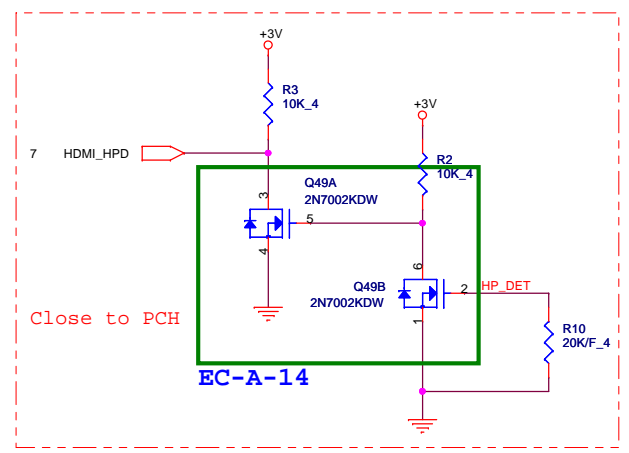 +3V
R3
10K_4
+3V
7 HDMI_HPD
R2
10K_4
Q49A
2N7002KDW
3
5
4
6
Q49B
2N7002KDW
2
HP_DET
1
Close to PCH
R10
20K/F_4
EC-A-14